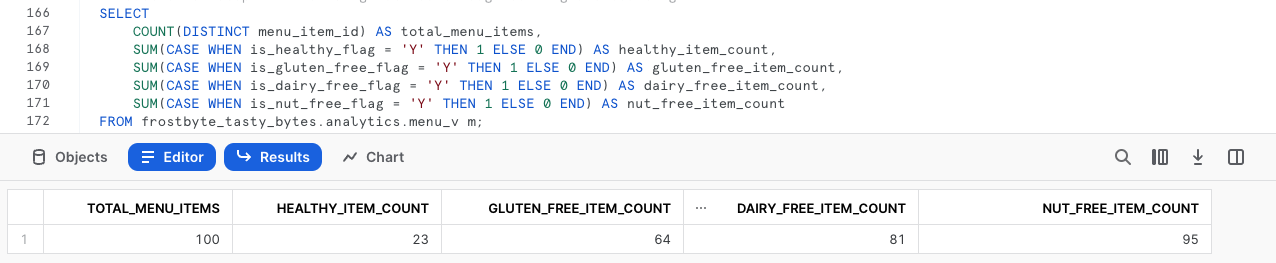 166 SELECT
167 COUNT(DISTINCT menu_item_id) AS total_menu_items,
168 SUM(CASE WHEN is_healthy_flag = 'Y' THEN 1 ELSE 0 END) AS healthy_item_count,
169 SUM(CASE WHEN is_gluten_free_flag = 'Y' THEN 1 ELSE 0 END) AS gluten_free_item_count,
170 SUM(CASE WHEN is_dairy_free_flag = 'Y' THEN 1 ELSE 0 END) AS dairy_free_item_count,
171 SUM(CASE WHEN is_nut_free_flag = 'Y' THEN 1 ELSE 0 END) AS nut_free_item_count
172 FROM frostbyte_tasty_bytes.analytics.menu_v m;
Objects Editor Results Chart
TOTAL_MENU_ITEMS HEALTHY_ITEM_COUNT GLUTEN_FREE_ITEM_COUNT ... DAIRY_FREE_ITEM_COUNT NUT_FREE_ITEM_COUNT
1 100 23 64 81 95